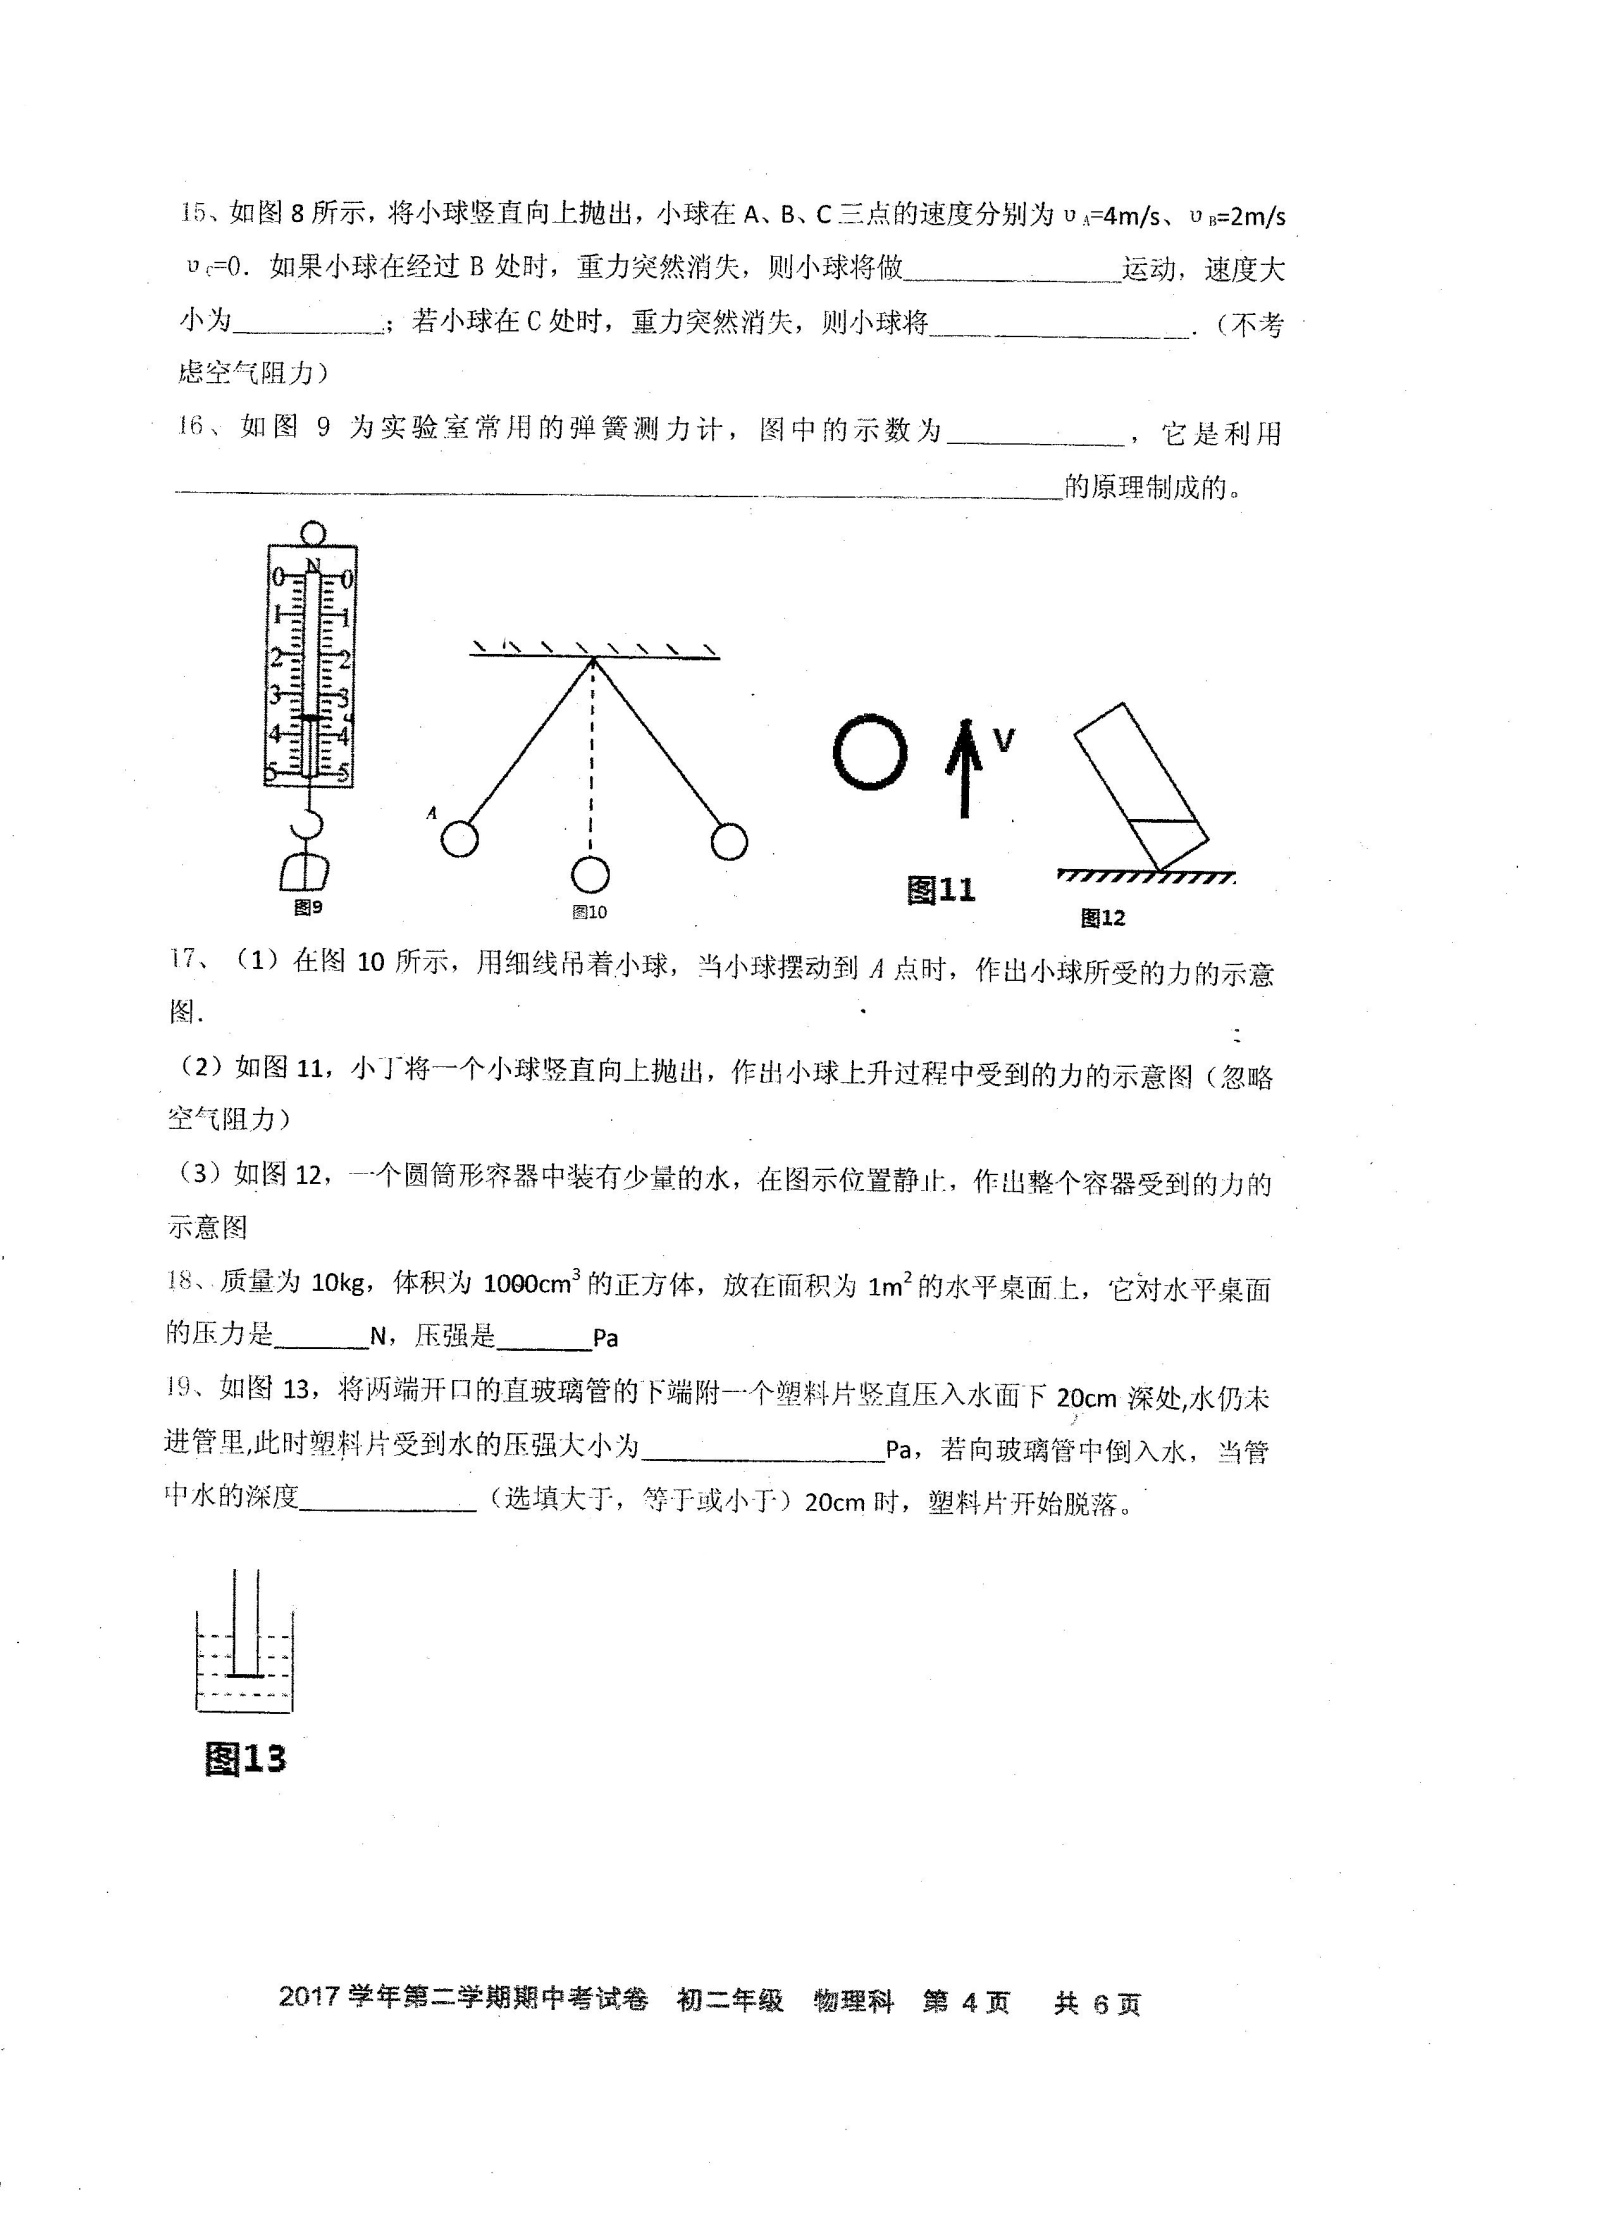 15、如图 8 所示，将小球竖直向上抛出，小球在 A、B、C 三点的速度分别为 υA=4m/s、υB=2m/s
υC=0．如果小球在经过 B 处时，重力突然消失，则小球将做________运动，速度大
小为________；若小球在 C 处时，重力突然消失，则小球将________．（不考
虑空气阻力）
16、如图 9 为实验室常用的弹簧测力计，图中的示数为________，它是利用
________的原理制成的。
N
0 0
1 1
2 2
3 3
4 4
5 5
图9
A
图10
V
图11
图12
17、（1）在图 10 所示，用细线吊着小球，当小球摆动到 A 点时，作出小球所受的力的示意
图．
（2）如图 11，小丁将一个小球竖直向上抛出，作出小球上升过程中受到的力的示意图（忽略
空气阻力）
（3）如图 12，一个圆筒形容器中装有少量的水，在图示位置静止，作出整个容器受到的力的
示意图
18、质量为 10kg，体积为 1000cm³ 的正方体，放在面积为 1m² 的水平桌面上，它对水平桌面
的压力是______N，压强是______Pa
19、如图 13，将两端开口的直玻璃管的下端附一个塑料片竖直压入水面下 20cm 深处,水仍未
进管里,此时塑料片受到水的压强大小为________Pa，若向玻璃管中倒入水，当管
中水的深度________（选填大于，等于或小于）20cm 时，塑料片开始脱落。
图13
2017 学年第二学期期中考试卷 初二年级 物理科 第 4 页 共 6 页